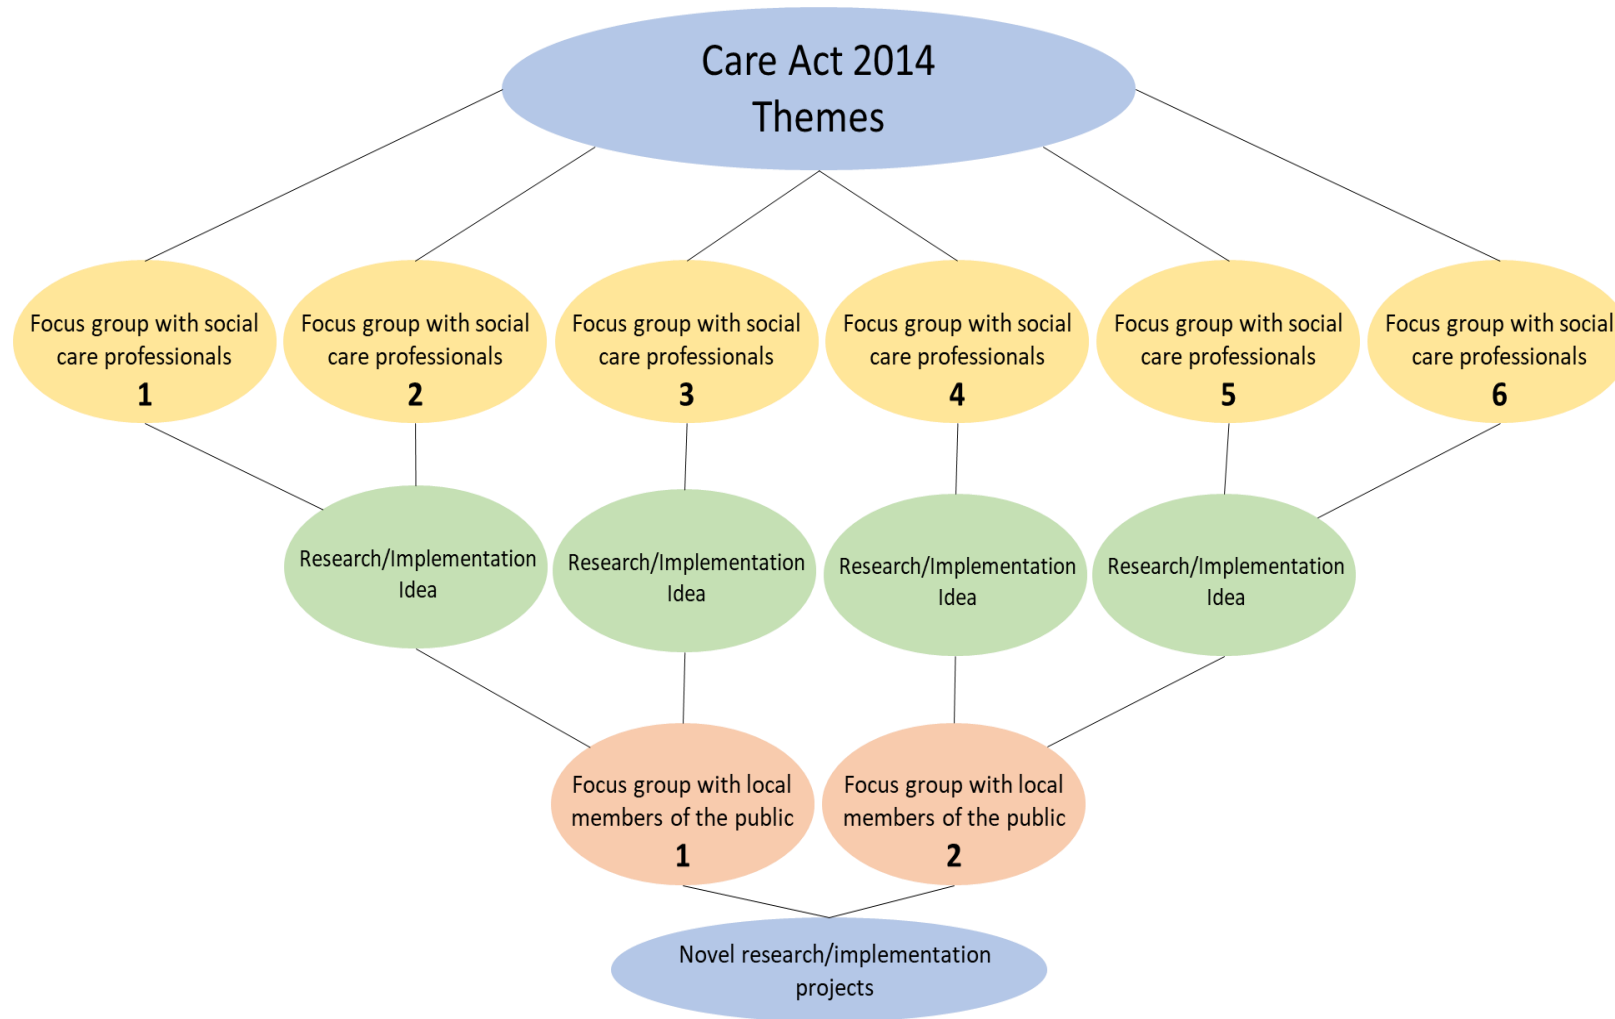 Care Act 2014
Themes
Focus group with social
care professionals
1
Focus group with social
care professionals
2
Focus group with social
care professionals
3
Focus group with social
care professionals
4
Focus group with social
care professionals
5
Focus group with social
care professionals
6
Research/Implementation
Idea
Research/Implementation
Idea
Research/Implementation
Idea
Research/Implementation
Idea
Focus group with local
members of the public
1
Focus group with local
members of the public
2
Novel research/implementation
projects